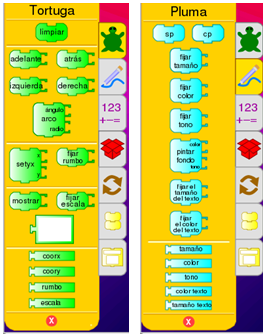 Tortuga
limpiar
adelante atrás
izquierda derecha
ángulo
arco
radio
x
setyx
y
fijar
rumbo
mostrar
fijar
escala
coorx
coory
rumbo
escala
x
123
+−=
Pluma
sp cp
fijar
tamaño
fijar
color
fijar
tono
color
pintar
fondo
tono
fijar el
tamaño
del texto
fijar
el color
del texto
tamaño
color
tono
color texto
tamaño texto
x
123
+−=